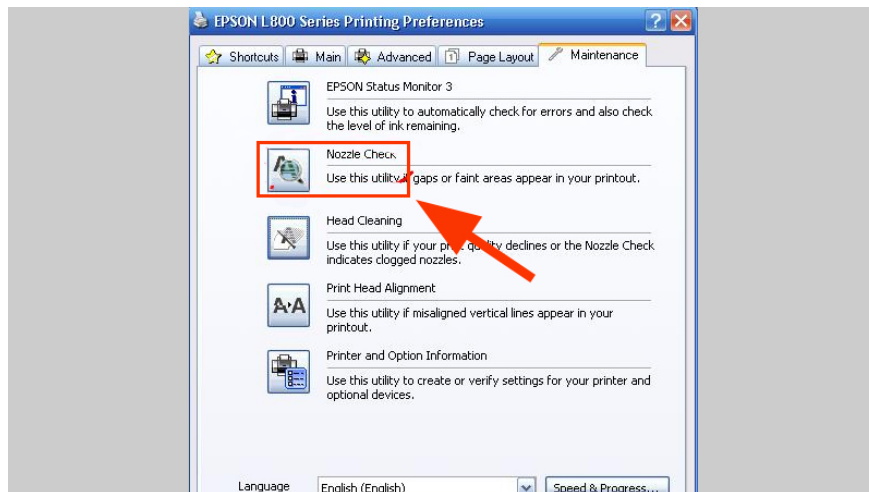 EPSON L800 Series Printing Preferences
Shortcuts Main Advanced Page Layout Maintenance
EPSON Status Monitor 3
Use this utility to automatically check for errors and also check
the level of ink remaining.
Nozzle Check
Use this utility if gaps or faint areas appear in your printout.
Head Cleaning
Use this utility if your print quality declines or the Nozzle Check
indicates clogged nozzles.
Print Head Alignment
Use this utility if misaligned vertical lines appear in your
printout.
Printer and Option Information
Use this utility to create or verify settings for your printer and
optional devices.
Language English (English) Speed & Progress...